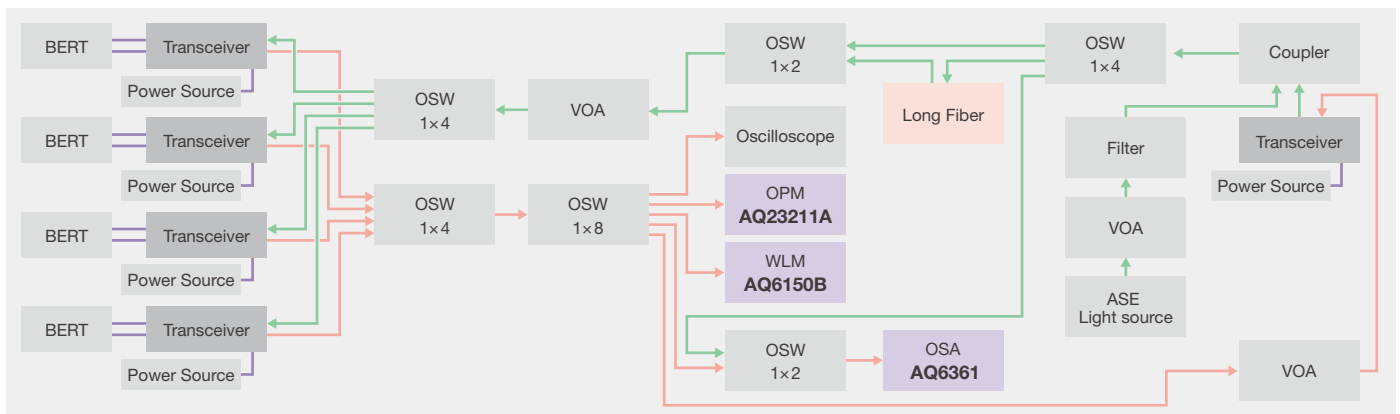 BERT
Transceiver
Power Source
BERT
Transceiver
Power Source
BERT
Transceiver
Power Source
BERT
Transceiver
Power Source
OSW
1×4
VOA
OSW
1×4
OSW
1×8
OSW
1×2
Oscilloscope
OPM
AQ23211A
WLM
AQ6150B
OSW
1×2
OSA
AQ6361
Long Fiber
OSW
1×4
Coupler
Filter
Transceiver
Power Source
VOA
ASE
Light source
VOA